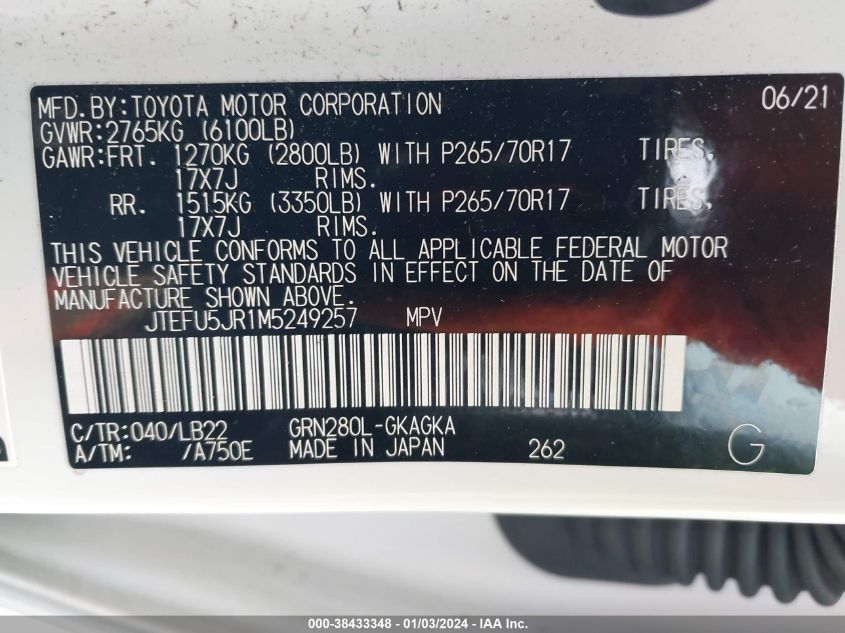 MFD.BY:TOYOTA MOTOR CORPORATION 06/21
GVWR:2765KG (6100LB)
GAWR:FRT. 1270KG (2800LB) WITH P265/70R17 TIRES,
17X7J RIMS.
RR. 1515KG (3350LB) WITH P265/70R17 TIRES,
17X7J RIMS.
THIS VEHICLE CONFORMS TO ALL APPLICABLE FEDERAL MOTOR
VEHICLE SAFETY STANDARDS IN EFFECT ON THE DATE OF
MANUFACTURE SHOWN ABOVE.
JTEFU5JR1M5249257 MPV
C/TR:040/LB22 GRN280L-GKAGKA
A/TM: /A750E MADE IN JAPAN 262 G
000-38433348 - 01/03/2024 - IAA Inc.